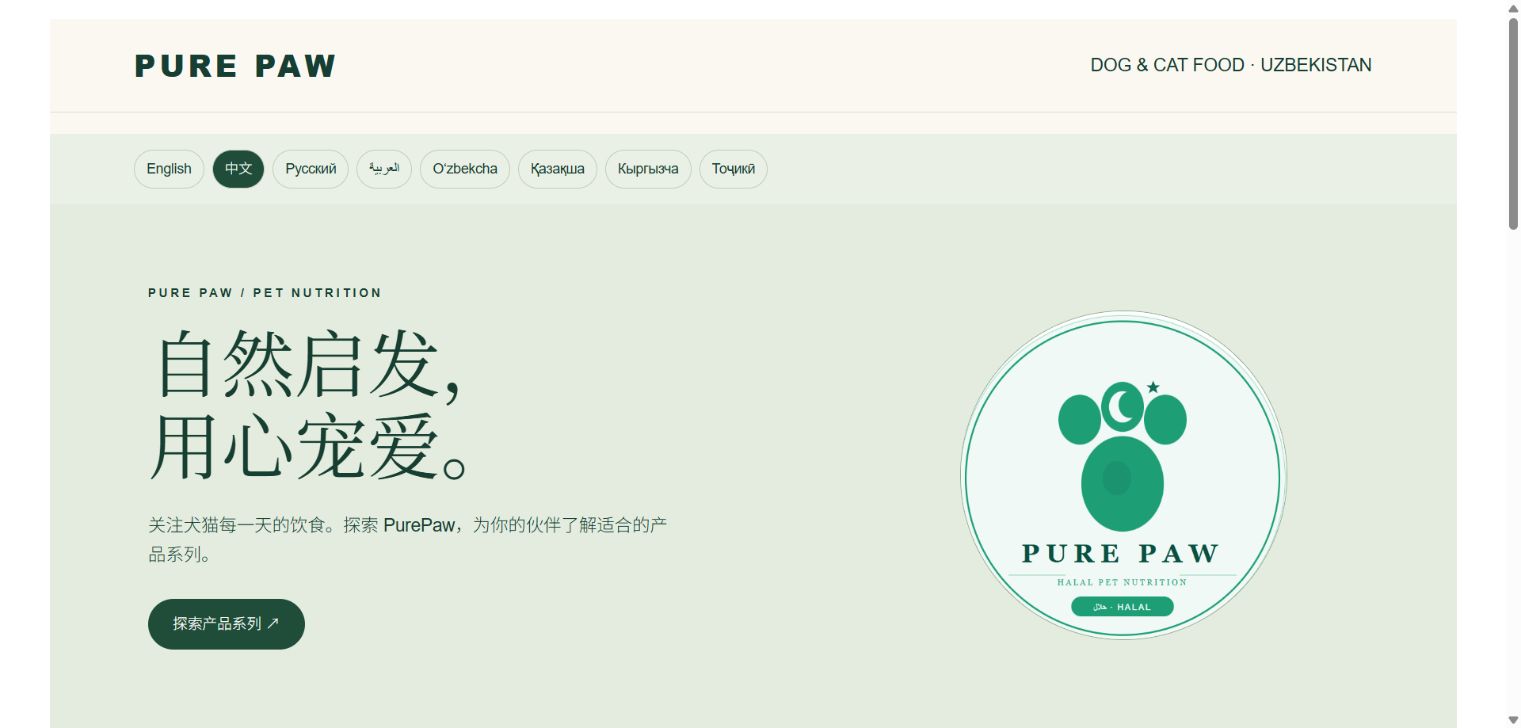 PURE PAW
DOG & CAT FOOD · UZBEKISTAN
English
中文
Русский
العربية
O‘zbekcha
Қазақша
Кыргызча
Тоҷикӣ
PURE PAW / PET NUTRITION
自然启发，
用心宠爱。
关注犬猫每一天的饮食。探索 PurePaw，为你的伙伴了解适合的产
品系列。
探索产品系列 ↗
PURE PAW
HALAL PET NUTRITION
حلال · HALAL